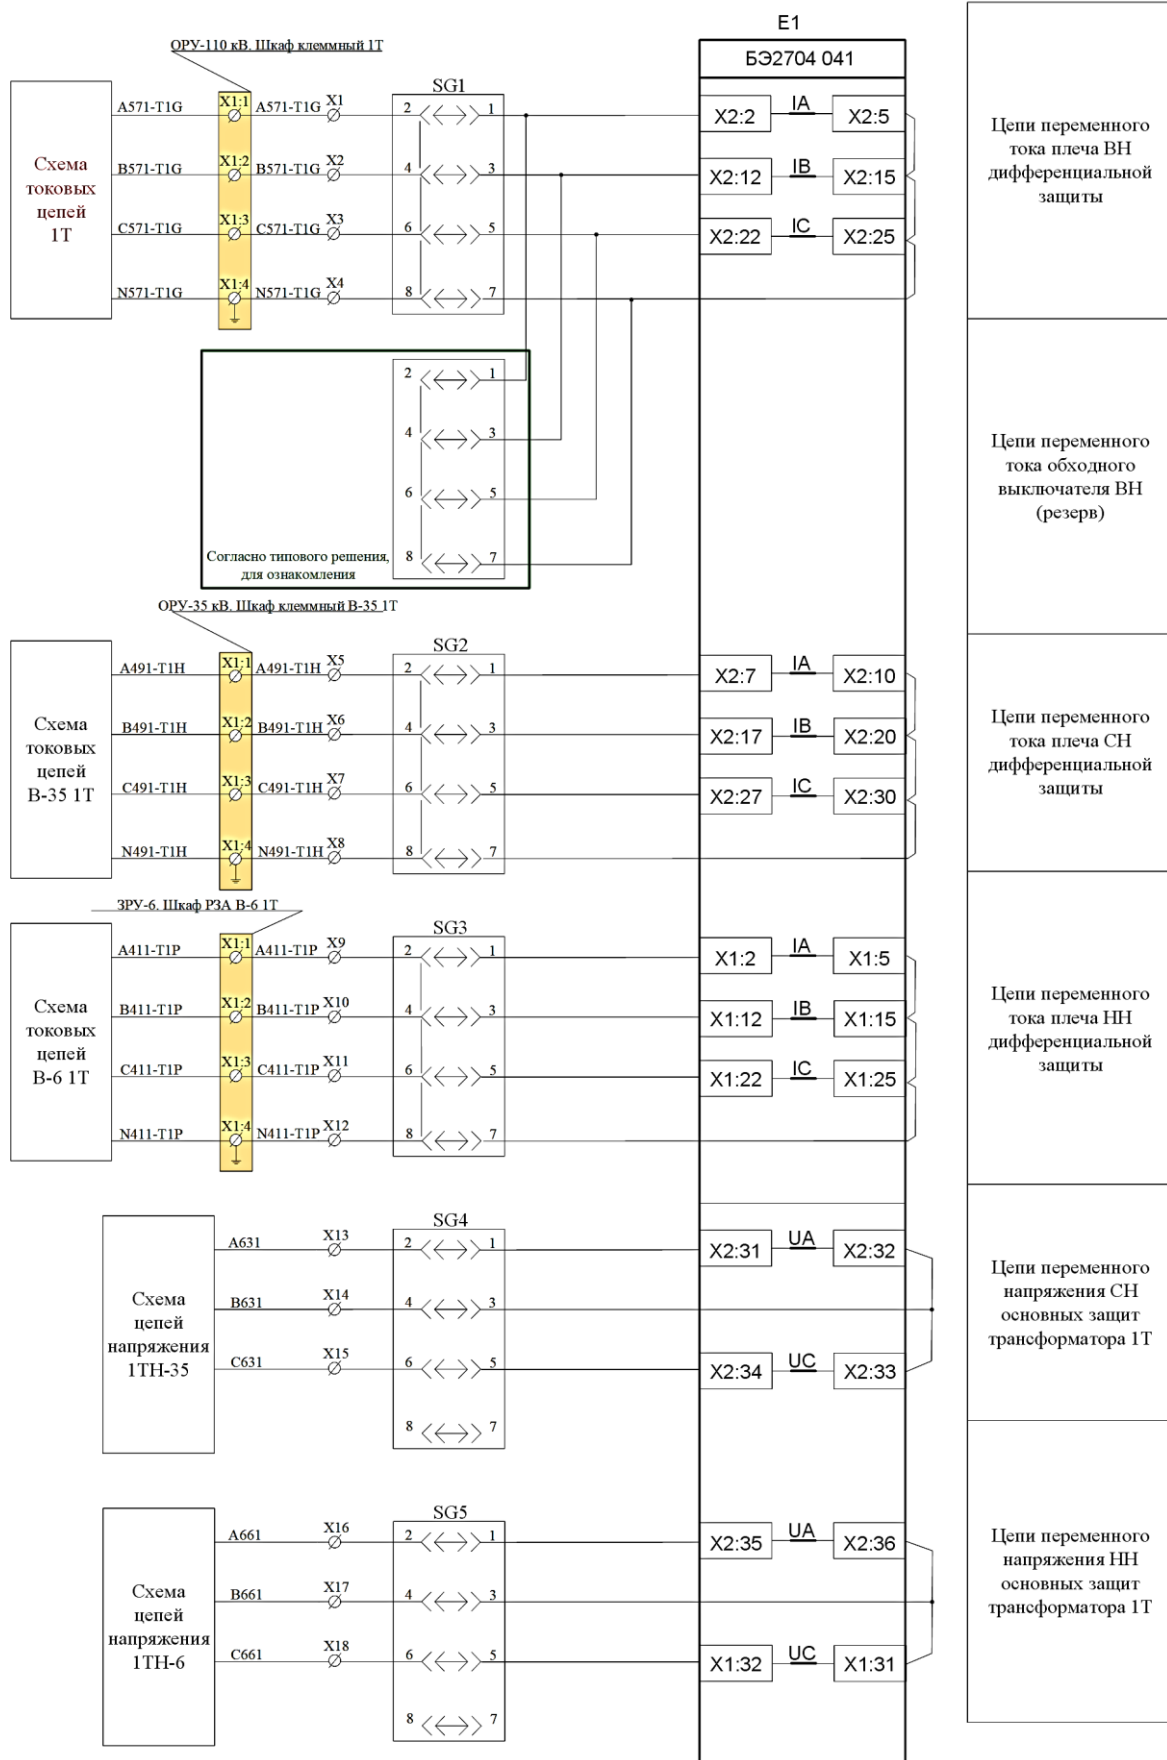 E1
БЭ2704 041
ОРУ-110 кВ. Шкаф клеммный 1Т
SG1
Схема
токовых
цепей
1Т
A571-T1G X1:1 A571-T1G X1 2 1 X2:2 IA X2:5
B571-T1G X1:2 B571-T1G X2 4 3 X2:12 IB X2:15
C571-T1G X1:3 C571-T1G X3 6 5 X2:22 IC X2:25
N571-T1G X1:4 N571-T1G X4 8 7
Цепи переменного
тока плеча ВН
дифференциальной
защиты
2 1
4 3
6 5
8 7
Согласно типового решения,
для ознакомления
Цепи переменного
тока обходного
выключателя ВН
(резерв)
ОРУ-35 кВ. Шкаф клеммный В-35 1Т
SG2
Схема
токовых
цепей
В-35 1Т
A491-T1H X1:1 A491-T1H X5 2 1 X2:7 IA X2:10
B491-T1H X1:2 B491-T1H X6 4 3 X2:17 IB X2:20
C491-T1H X1:3 C491-T1H X7 6 5 X2:27 IC X2:30
N491-T1H X1:4 N491-T1H X8 8 7
Цепи переменного
тока плеча СН
дифференциальной
защиты
ЗРУ-6. Шкаф РЗА В-6 1Т
SG3
Схема
токовых
цепей
В-6 1Т
A411-T1P X1:1 A411-T1P X9 2 1 X1:2 IA X1:5
B411-T1P X1:2 B411-T1P X10 4 3 X1:12 IB X1:15
C411-T1P X1:3 C411-T1P X11 6 5 X1:22 IC X1:25
N411-T1P X1:4 N411-T1P X12 8 7
Цепи переменного
тока плеча НН
дифференциальной
защиты
SG4
Схема
цепей
напряжения
1ТН-35
A631 X13 2 1 X2:31 UA X2:32
B631 X14 4 3
C631 X15 6 5 X2:34 UC X2:33
8 7
Цепи переменного
напряжения СН
основных защит
трансформатора 1Т
SG5
Схема
цепей
напряжения
1ТН-6
A661 X16 2 1 X2:35 UA X2:36
B661 X17 4 3
C661 X18 6 5 X1:32 UC X1:31
8 7
Цепи переменного
напряжения НН
основных защит
трансформатора 1Т